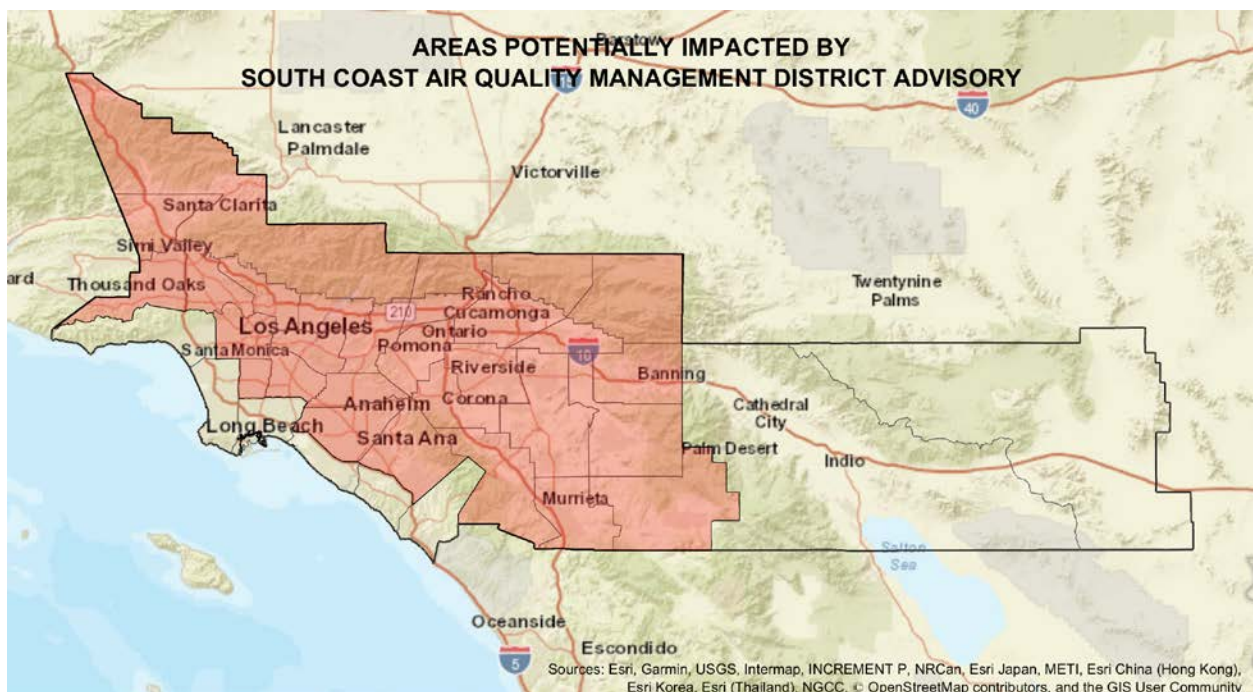 AREAS POTENTIALLY IMPACTED BY
SOUTH COAST AIR QUALITY MANAGEMENT DISTRICT ADVISORY
Barstow
15
40
Lancaster
Palmdale
Victorville
Santa Clarita
Simi Valley
ard
Thousand Oaks
Twentynine
Palms
Rancho
Cucamonga
210
Los Angeles
Ontario
Pomona
Santa Monica
10
Riverside
Banning
Corona
Anaheim
Cathedral
City
Long Beach
Santa Ana
Palm Desert
Indio
Murrieta
Salton
Sea
Oceanside
Escondido
5
Sources: Esri, Garmin, USGS, Intermap, INCREMENT P, NRCan, Esri Japan, METI, Esri China (Hong Kong),
Esri Korea, Esri (Thailand), NGCC, © OpenStreetMap contributors, and the GIS User Community